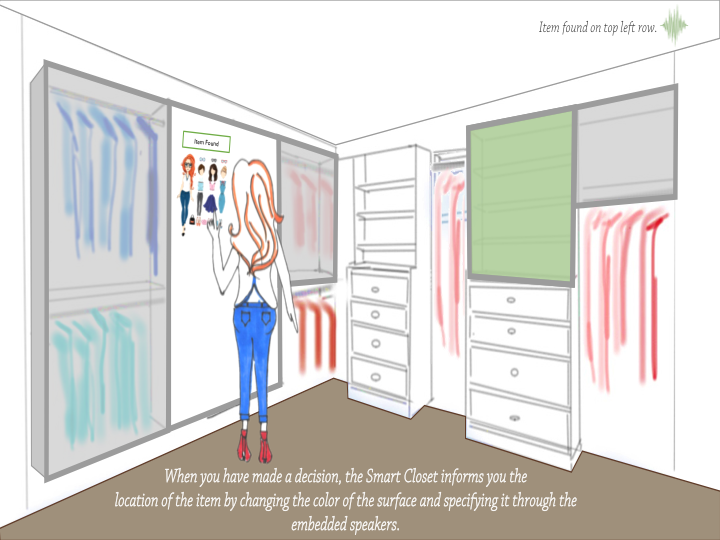 Item found on top left row.
Item Found
When you have made a decision, the Smart Closet informs you the
location of the item by changing the color of the surface and specifying it through the
embedded speakers.